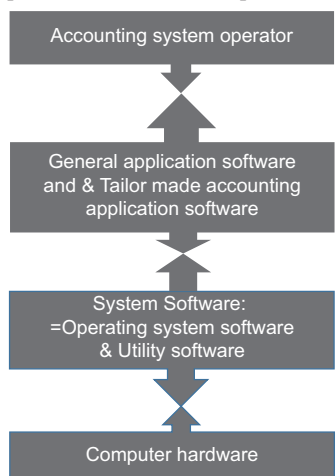 Accounting system operator
General application software
and & Tailor made accounting
application software
System Software:
=Operating system software
& Utility software
Computer hardware